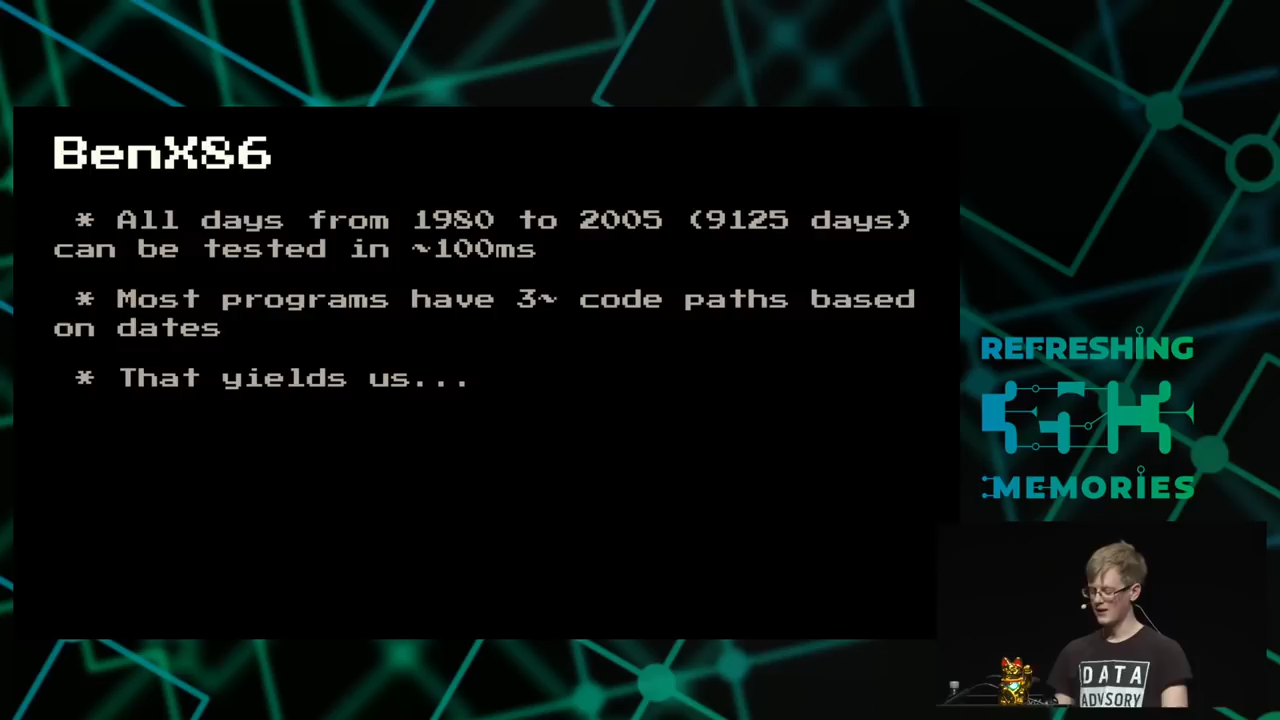 BenX86
* All days from 1980 to 2005 (9125 days)
can be tested in ~100ms
* Most programs have 3~ code paths based
on dates
* That yields us...
REFRESHING
35C3
MEMORIES
DATA
ADVISORY